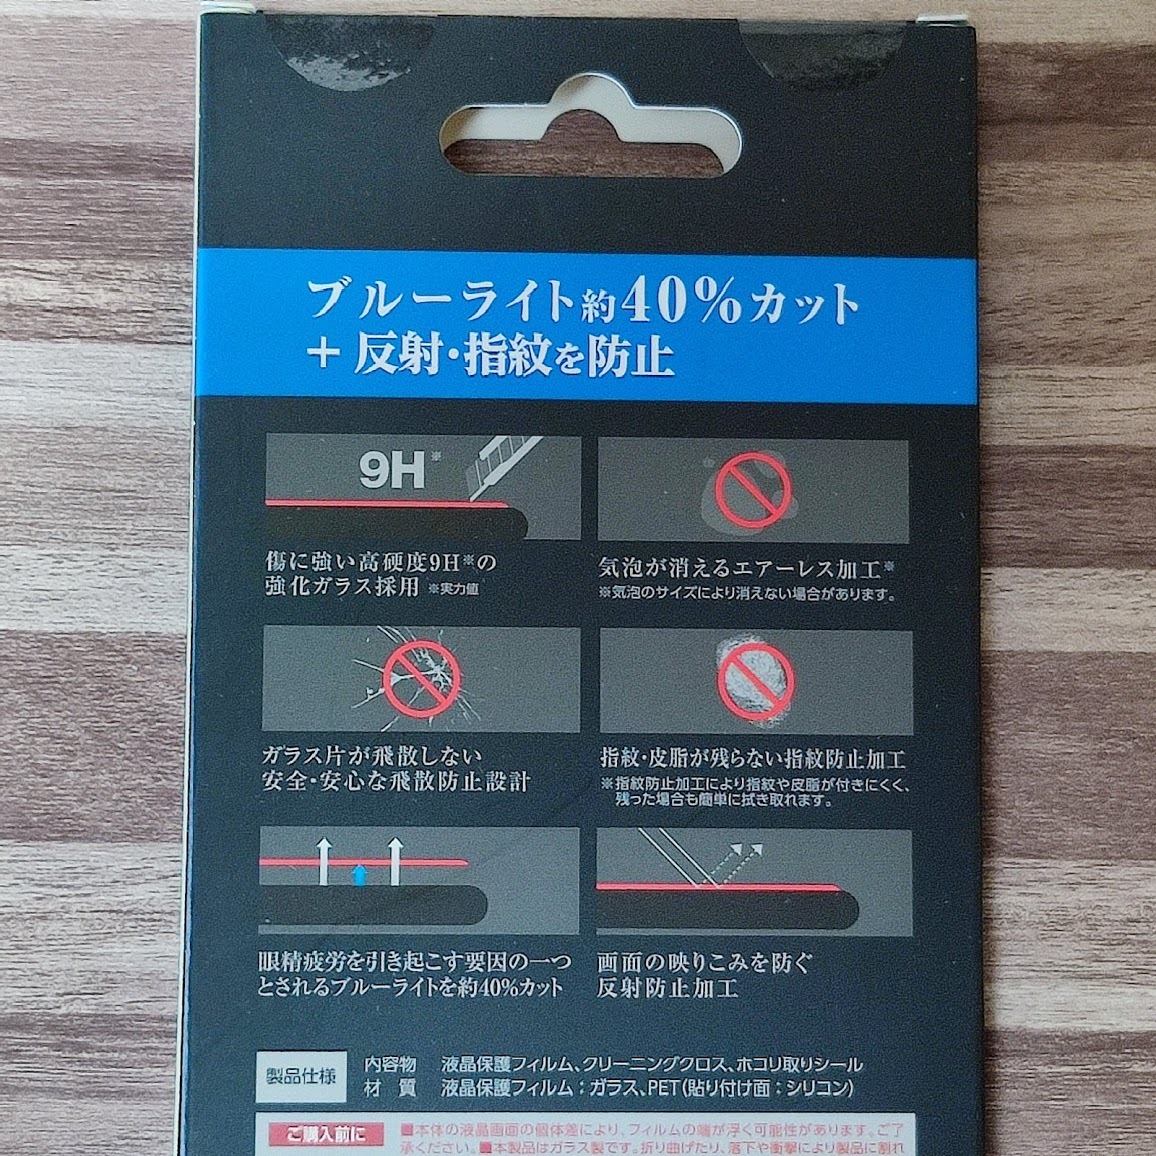 ブルーライト約40%カット
+反射・指紋を防止
9H※
傷に強い高硬度9H※の
強化ガラス採用 ※実力値
気泡が消えるエアーレス加工※
※気泡のサイズにより消えない場合があります。
ガラス片が飛散しない
安全・安心な飛散防止設計
指紋・皮脂が残らない指紋防止加工
※指紋防止加工により指紋や皮脂が付きにくく、
残った場合も簡単に拭き取れます。
眼精疲労を引き起こす要因の一つ
とされるブルーライトを約40%カット
画面の映りこみを防ぐ
反射防止加工
製品仕様
内容物 液晶保護フィルム、クリーニングクロス、ホコリ取りシール
材質 液晶保護フィルム:ガラス、PET(貼り付け面:シリコン)
ご購入前に
■本体の液晶画面の個体差により、フィルムの端が浮く可能性があります。ご了
承ください。■本製品はガラス製です。折り曲げたり、落下や衝撃により製品に割れ